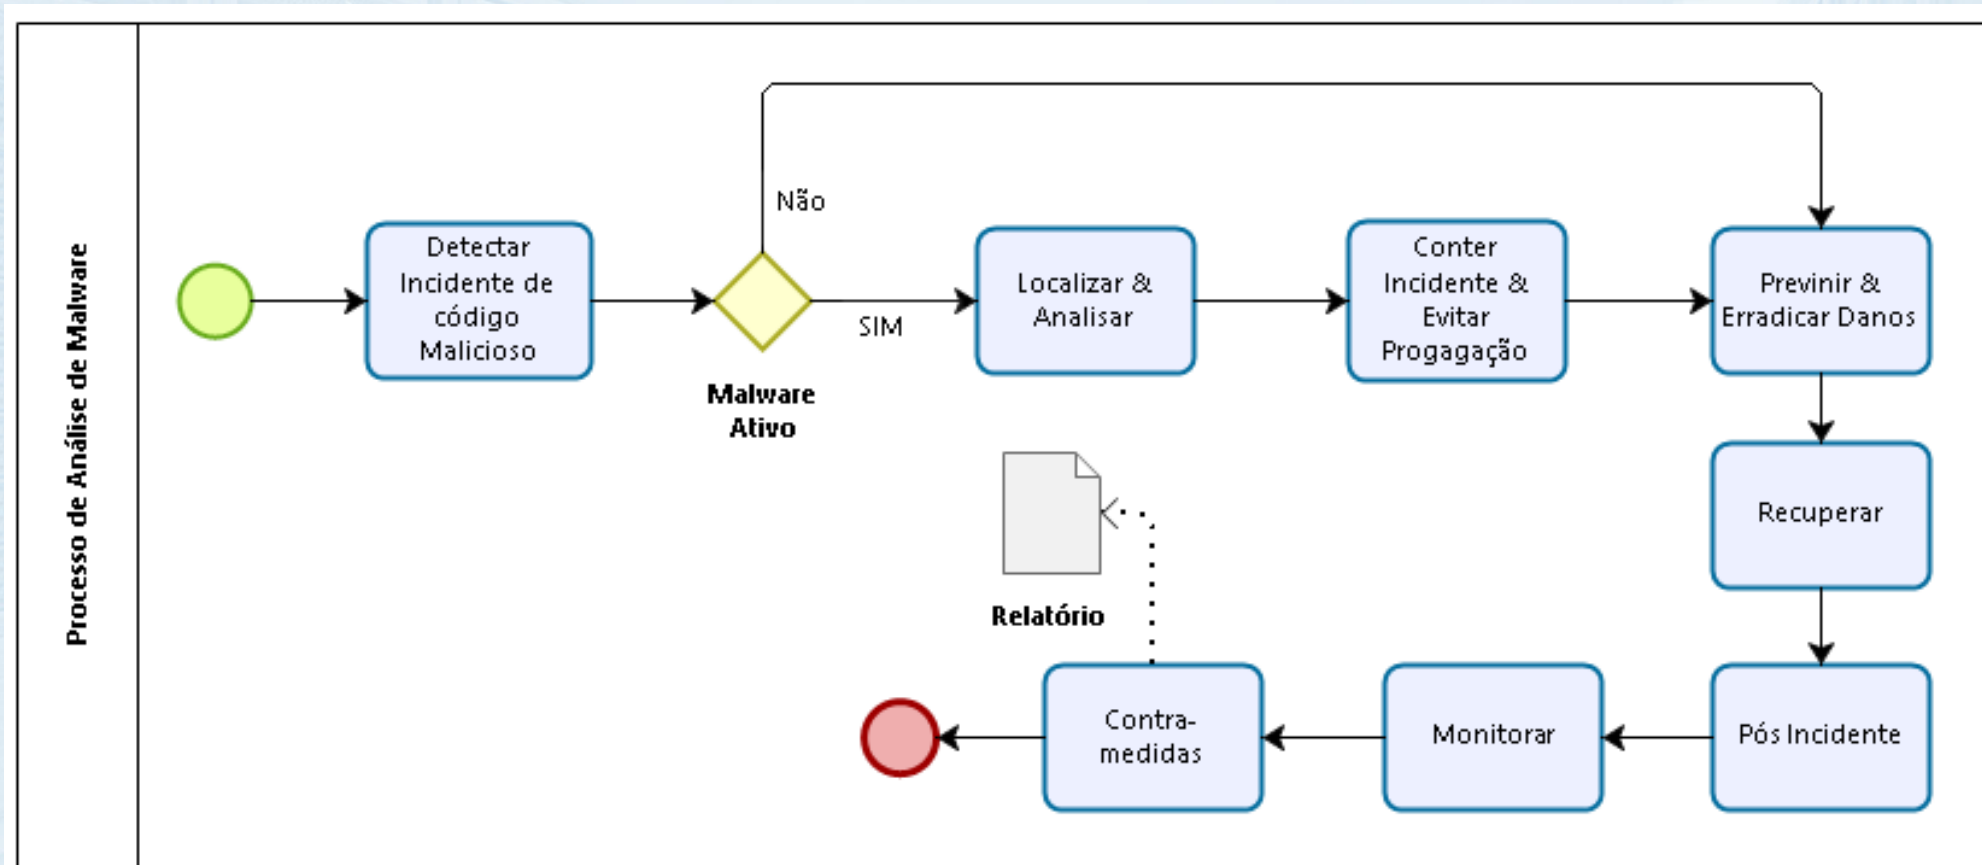 Processo de Análise de Malware
Detectar
Incidente de
código
Malicioso
Não
SIM
Malware
Ativo
Localizar &
Analisar
Conter
Incidente &
Evitar
Progagação
Previnir &
Erradicar Danos
Recuperar
Relatório
Contra-
medidas
Monitorar
Pós Incidente